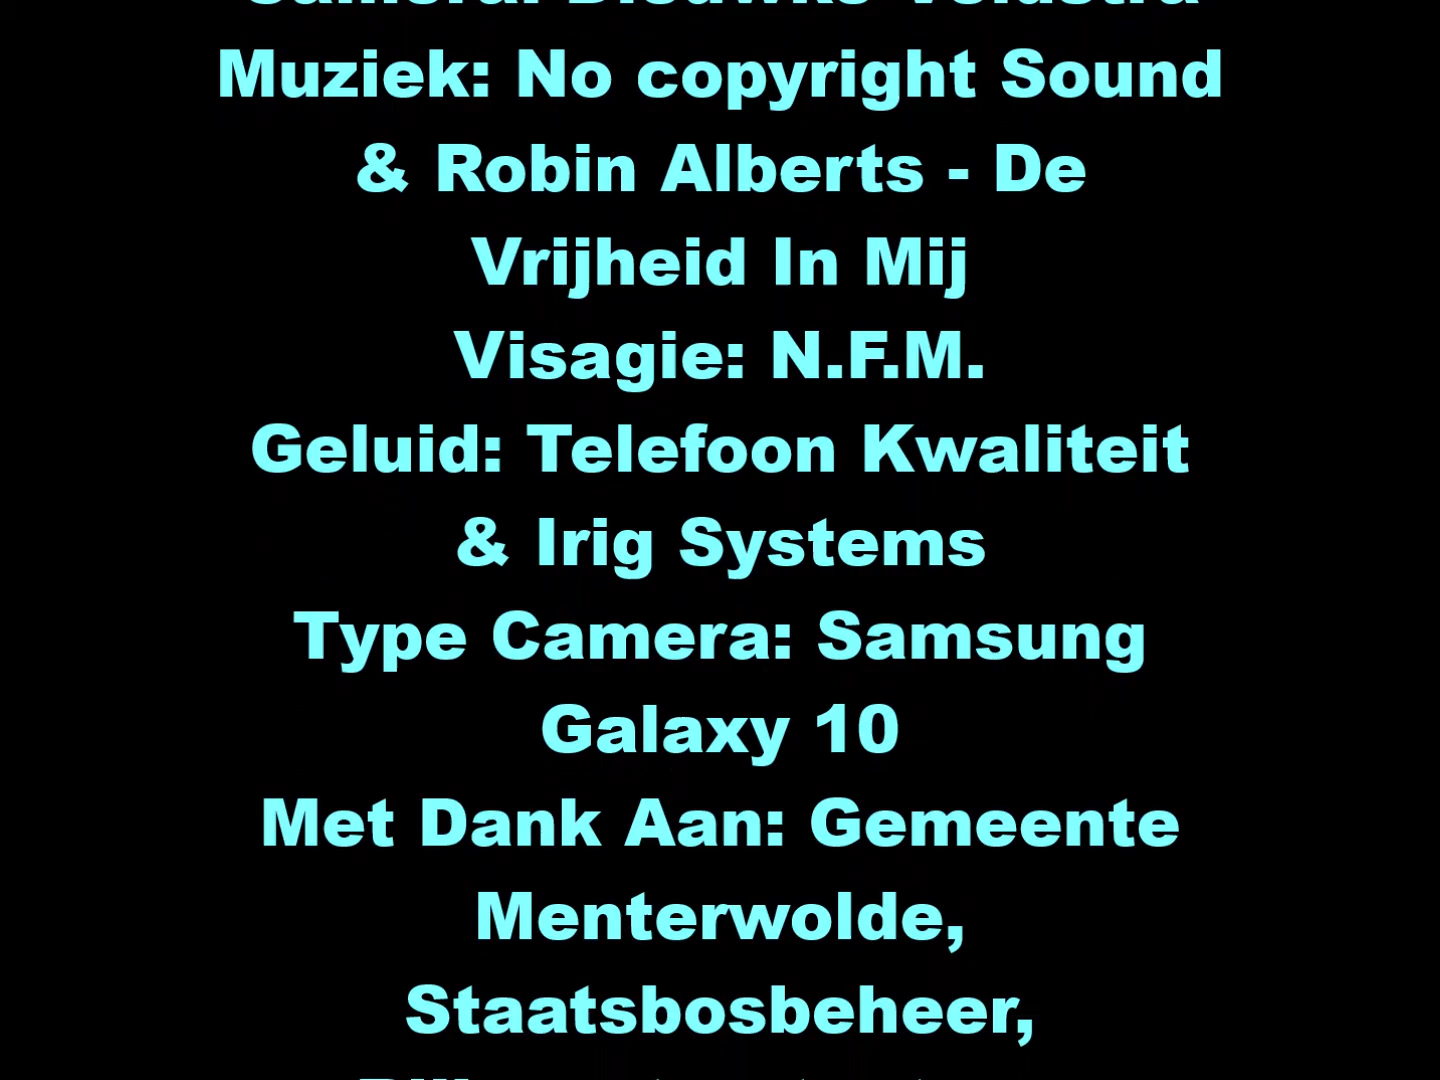 Muziek: No copyright Sound
& Robin Alberts - De
Vrijheid In Mij
Visagie: N.F.M.
Geluid: Telefoon Kwaliteit
& Irig Systems
Type Camera: Samsung
Galaxy 10
Met Dank Aan: Gemeente
Menterwolde,
Staatsbosbeheer,